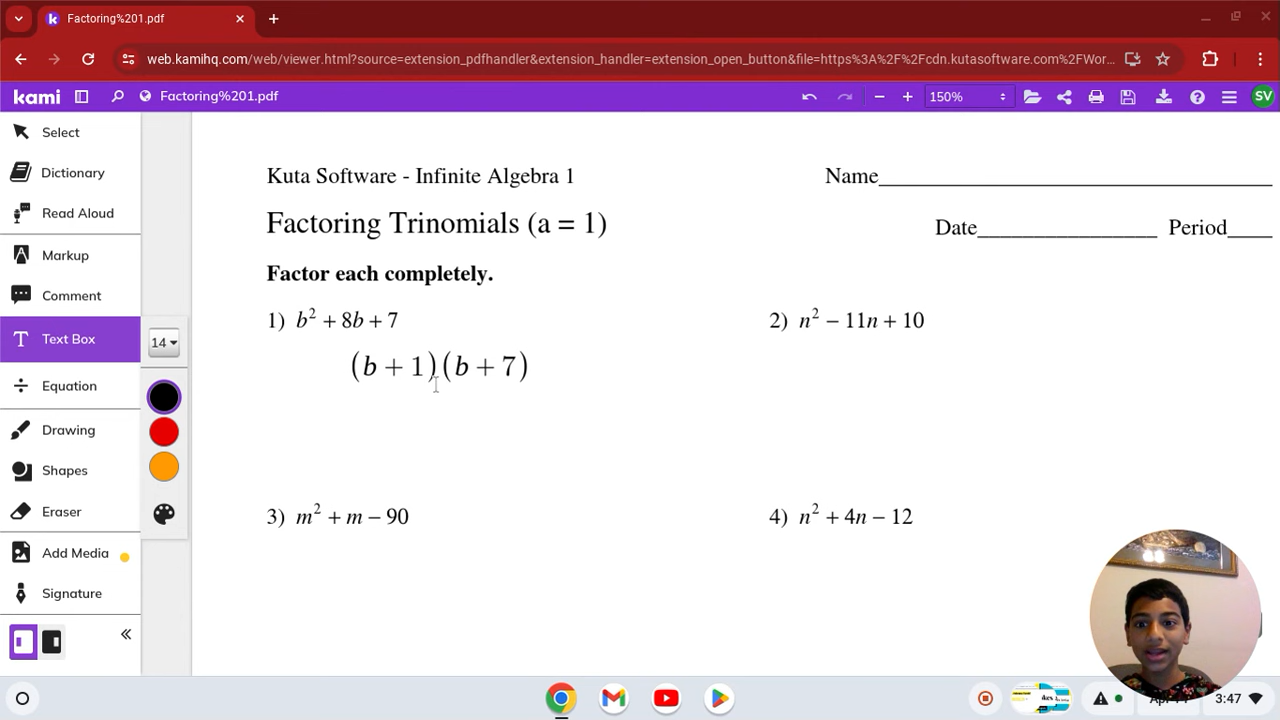 Factoring%201.pdf
web.kamihq.com/web/viewer.html?source=extension_pdfhandler&extension_handler=extension_open_button&file=https%3A%2F%2Fcdn.kutasoftware.com%2FWor...
kami
Factoring%201.pdf
150%
SV
Select
Dictionary
Read Aloud
Markup
Comment
Text Box
14
Equation
Drawing
Shapes
Eraser
Add Media
Signature
Kuta Software - Infinite Algebra 1
Name
Factoring Trinomials (a = 1)
Date Period
Factor each completely.
1) b² + 8b + 7
2) n² − 11n + 10
(b + 1)(b + 7)
3) m² + m − 90
4) n² + 4n − 12
3:47